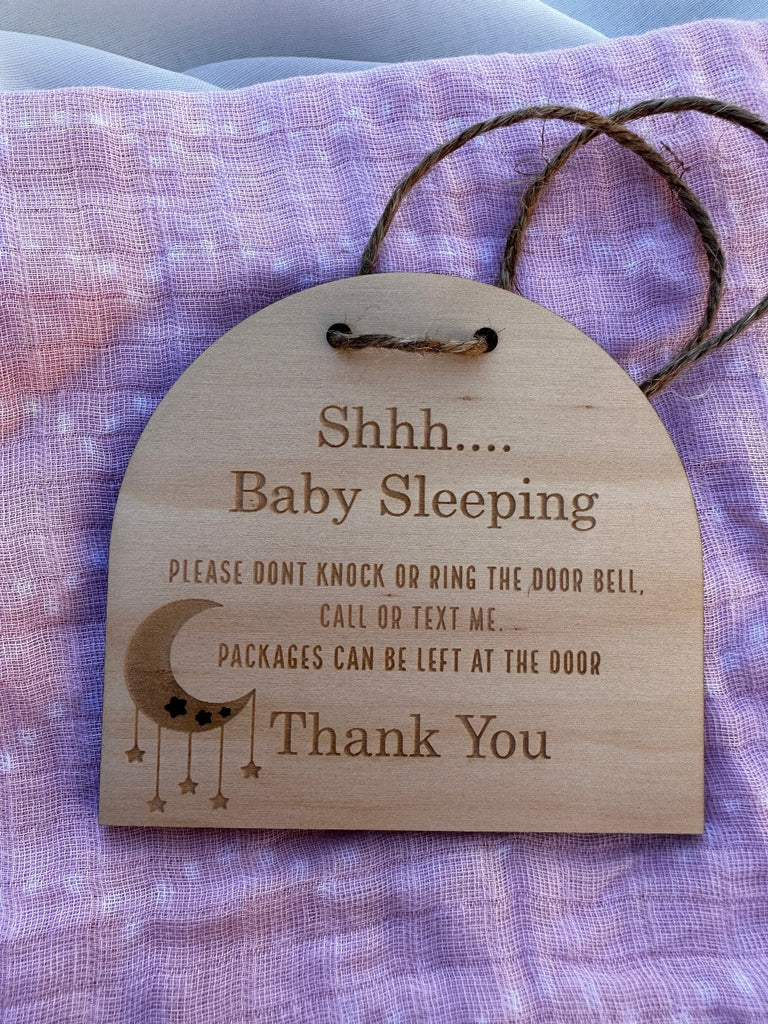 Shhh....
Baby Sleeping
PLEASE DONT KNOCK OR RING THE DOOR BELL,
CALL OR TEXT ME.
PACKAGES CAN BE LEFT AT THE DOOR
Thank You